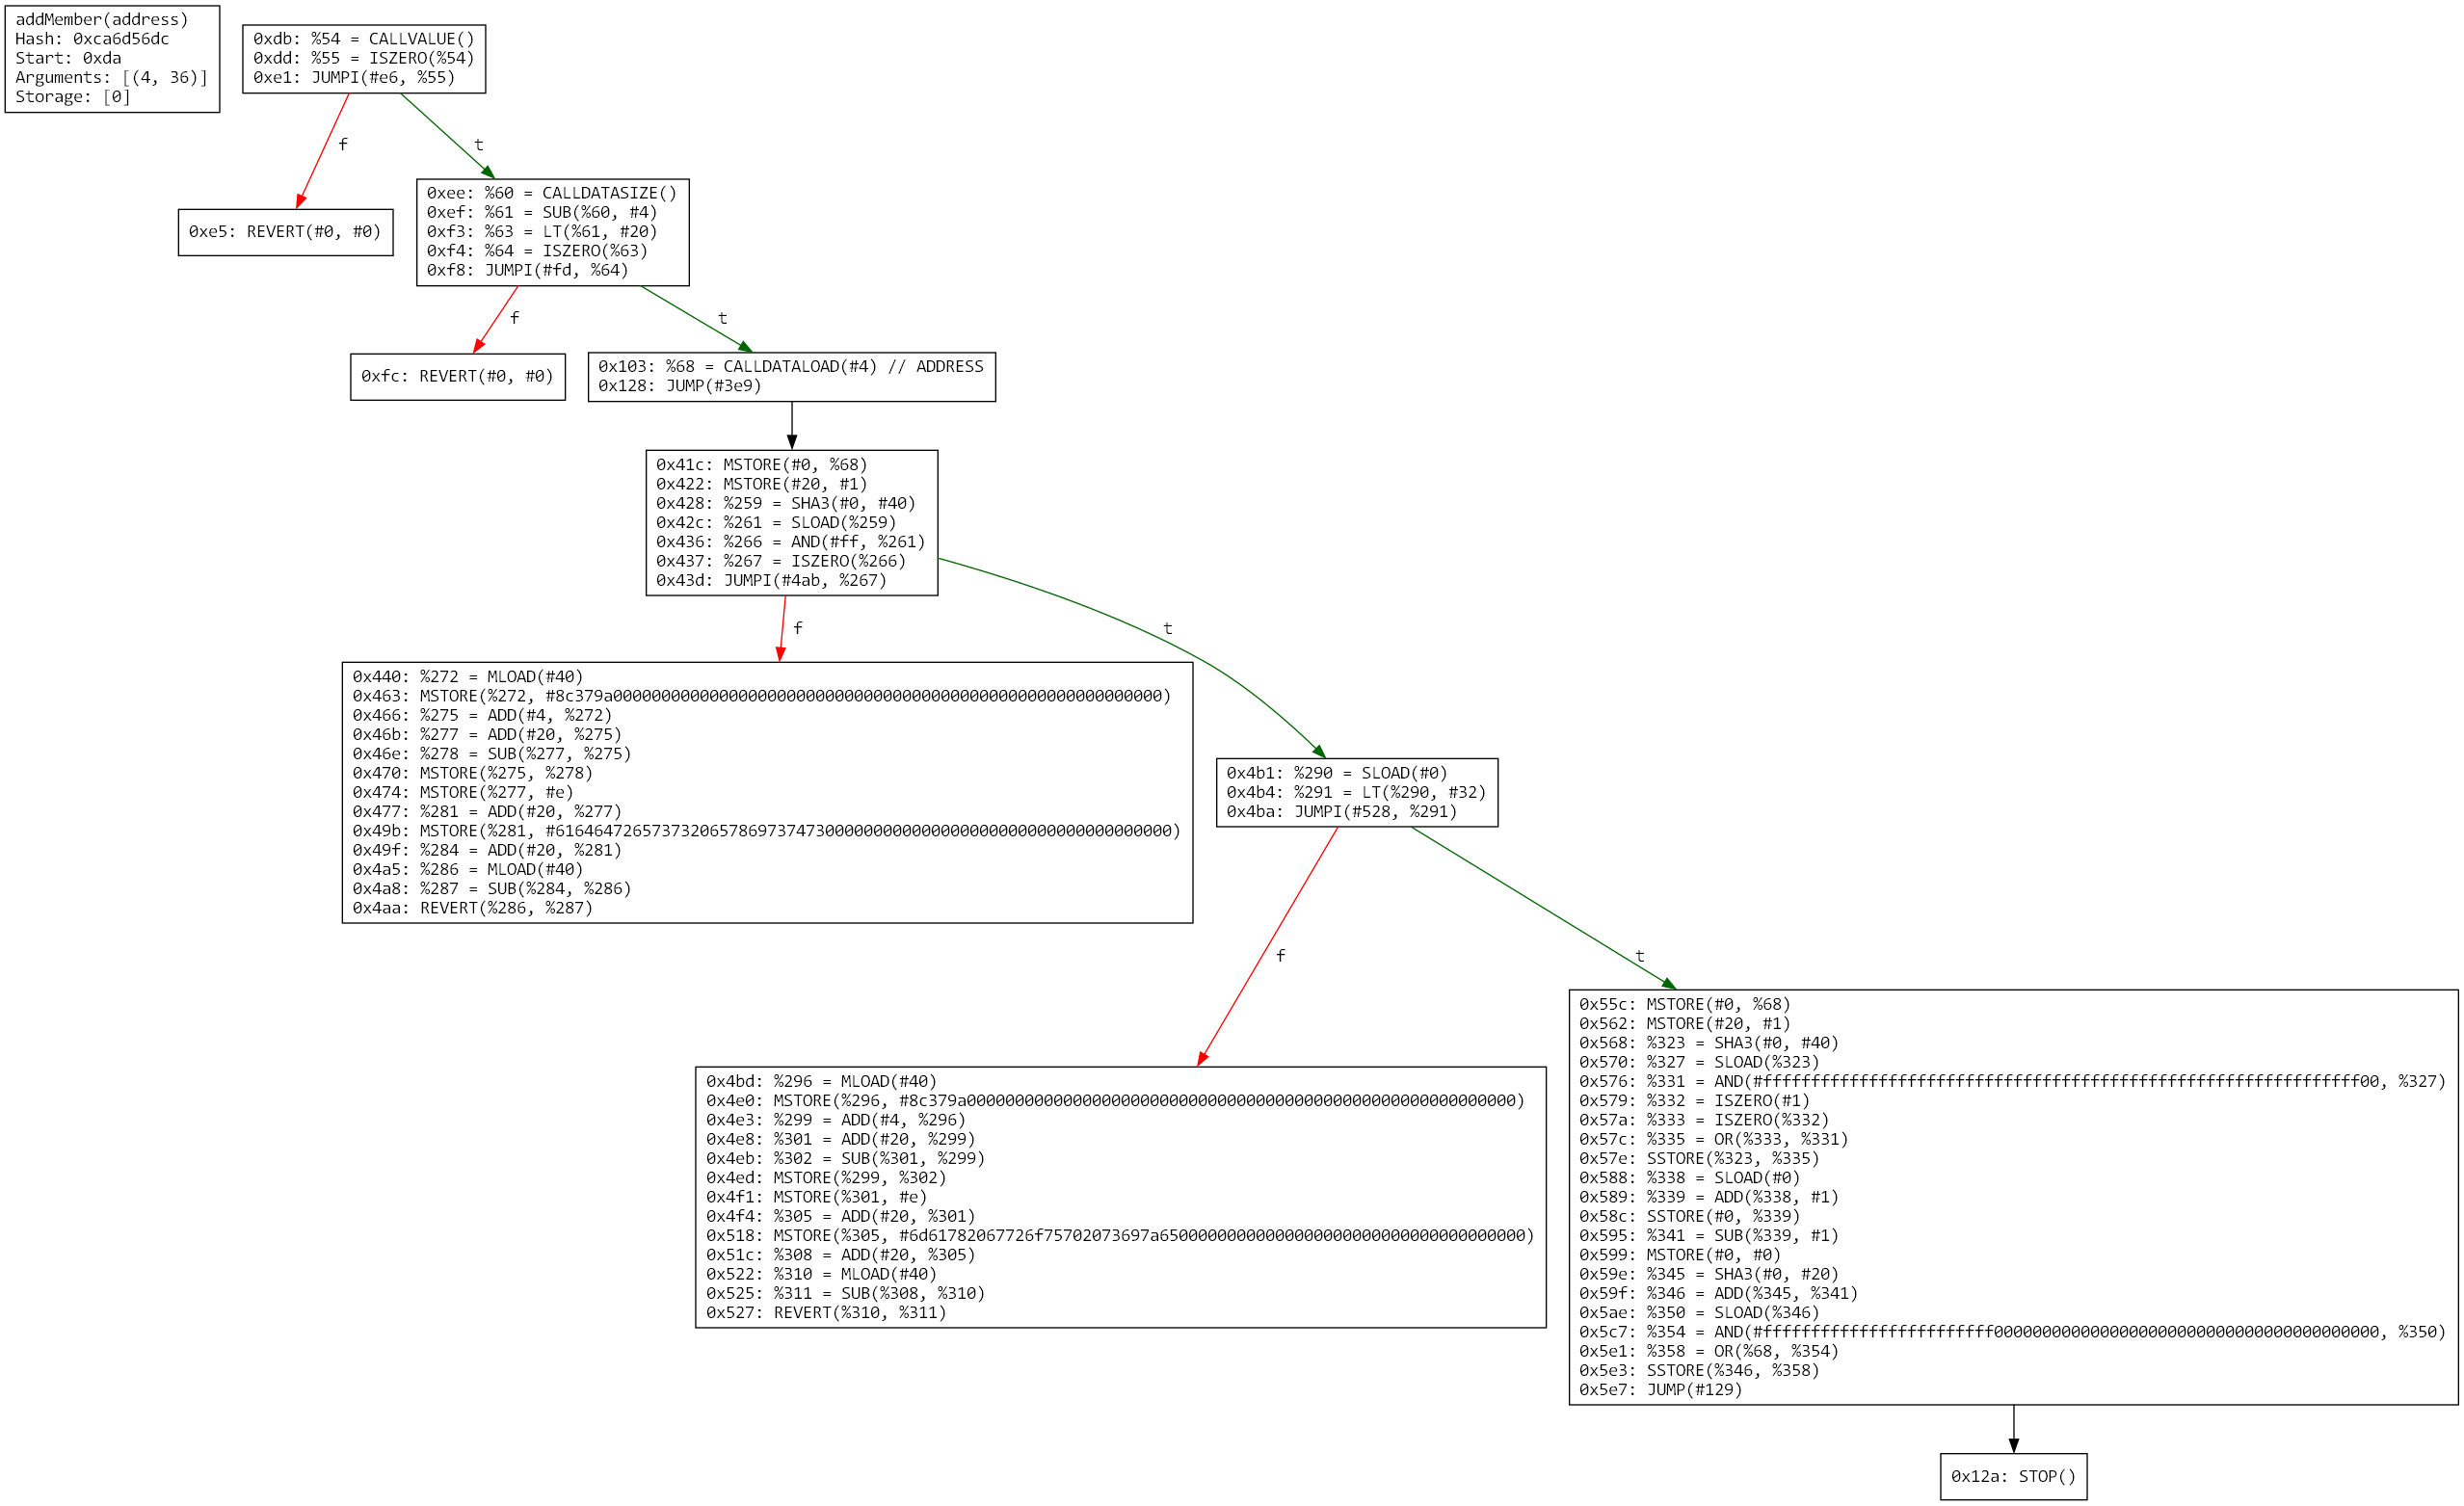 addMember(address)
Hash: 0xca6d56dc
Start: 0xda
Arguments: [(4, 36)]
Storage: [0]
0xdb: %54 = CALLVALUE()
0xdd: %55 = ISZERO(%54)
0xe1: JUMPI(#e6, %55)
f
t
0xe5: REVERT(#0, #0)
0xee: %60 = CALLDATASIZE()
0xef: %61 = SUB(%60, #4)
0xf3: %63 = LT(%61, #20)
0xf4: %64 = ISZERO(%63)
0xf8: JUMPI(#fd, %64)
f
t
0xfc: REVERT(#0, #0)
0x103: %68 = CALLDATALOAD(#4) // ADDRESS
0x128: JUMP(#3e9)
0x41c: MSTORE(#0, %68)
0x422: MSTORE(#20, #1)
0x428: %259 = SHA3(#0, #40)
0x42c: %261 = SLOAD(%259)
0x436: %266 = AND(#ff, %261)
0x437: %267 = ISZERO(%266)
0x43d: JUMPI(#4ab, %267)
f
t
0x440: %272 = MLOAD(#40)
0x463: MSTORE(%272, #8c379a000000000000000000000000000000000000000000000000000000000)
0x466: %275 = ADD(#4, %272)
0x46b: %277 = ADD(#20, %275)
0x46e: %278 = SUB(%277, %275)
0x470: MSTORE(%275, %278)
0x474: MSTORE(%277, #e)
0x477: %281 = ADD(#20, %277)
0x49b: MSTORE(%281, #6164647265737320657869737473000000000000000000000000000000000000)
0x49f: %284 = ADD(#20, %281)
0x4a5: %286 = MLOAD(#40)
0x4a8: %287 = SUB(%284, %286)
0x4aa: REVERT(%286, %287)
0x4b1: %290 = SLOAD(#0)
0x4b4: %291 = LT(%290, #32)
0x4ba: JUMPI(#528, %291)
f
t
0x4bd: %296 = MLOAD(#40)
0x4e0: MSTORE(%296, #8c379a000000000000000000000000000000000000000000000000000000000)
0x4e3: %299 = ADD(#4, %296)
0x4e8: %301 = ADD(#20, %299)
0x4eb: %302 = SUB(%301, %299)
0x4ed: MSTORE(%299, %302)
0x4f1: MSTORE(%301, #e)
0x4f4: %305 = ADD(#20, %301)
0x518: MSTORE(%305, #6d61782067726f75702073697a65000000000000000000000000000000000000)
0x51c: %308 = ADD(#20, %305)
0x522: %310 = MLOAD(#40)
0x525: %311 = SUB(%308, %310)
0x527: REVERT(%310, %311)
0x55c: MSTORE(#0, %68)
0x562: MSTORE(#20, #1)
0x568: %323 = SHA3(#0, #40)
0x570: %327 = SLOAD(%323)
0x576: %331 = AND(#ffffffffffffffffffffffffffffffffffffffffffffffffffffffffffffff00, %327)
0x579: %332 = ISZERO(#1)
0x57a: %333 = ISZERO(%332)
0x57c: %335 = OR(%333, %331)
0x57e: SSTORE(%323, %335)
0x588: %338 = SLOAD(#0)
0x589: %339 = ADD(%338, #1)
0x58c: SSTORE(#0, %339)
0x595: %341 = SUB(%339, #1)
0x599: MSTORE(#0, #0)
0x59e: %345 = SHA3(#0, #20)
0x59f: %346 = ADD(%345, %341)
0x5ae: %350 = SLOAD(%346)
0x5c7: %354 = AND(#ffffffffffffffffffffffff0000000000000000000000000000000000000000, %350)
0x5e1: %358 = OR(%68, %354)
0x5e3: SSTORE(%346, %358)
0x5e7: JUMP(#129)
0x12a: STOP()